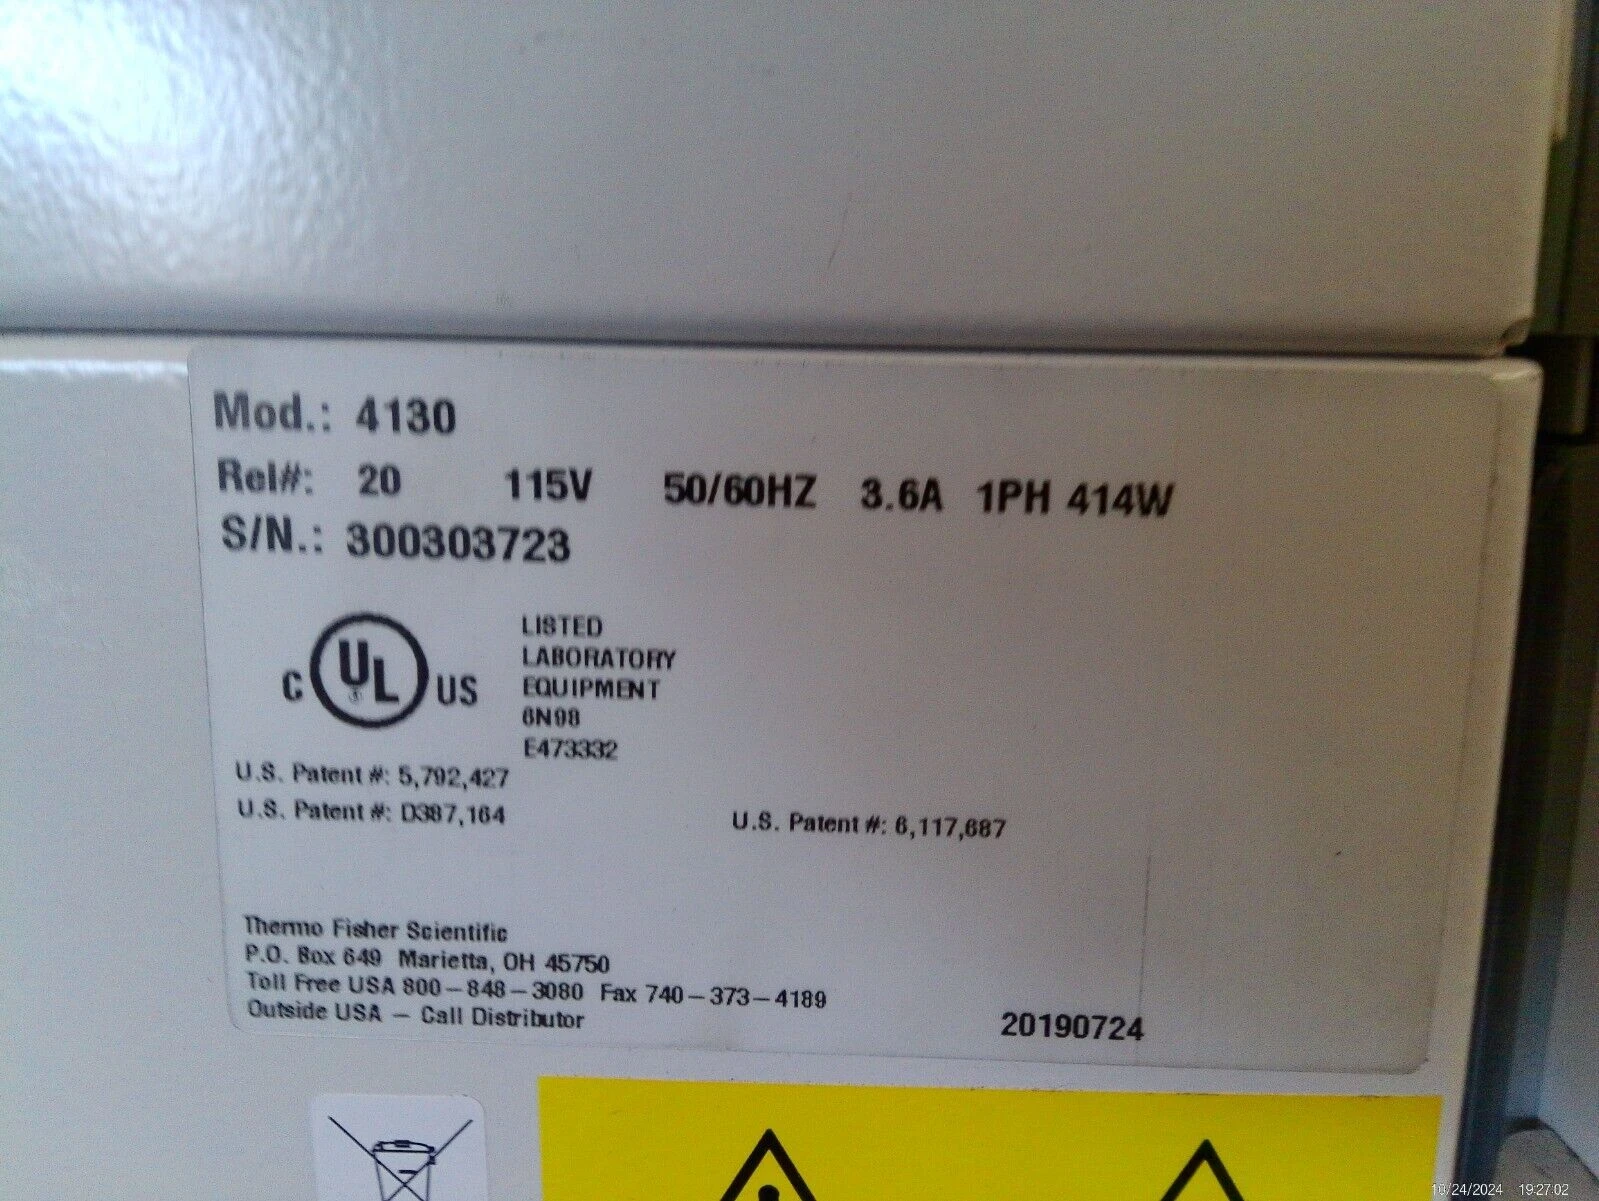 Mod.: 4130
Rel#: 20 115V 50/60HZ 3.6A 1PH 414W
S/N.: 300303723
C UL US
LISTED
LABORATORY
EQUIPMENT
6N98
E473332
U.S. Patent #: 5,792,427
U.S. Patent #: D387,164
U.S. Patent #: 6,117,687
Thermo Fisher Scientific
P.O. Box 649 Marietta, OH 45750
Toll Free USA 800-848-3080 Fax 740-373-4189
Outside USA - Call Distributor
20190724
10/24/2024 19:27:02